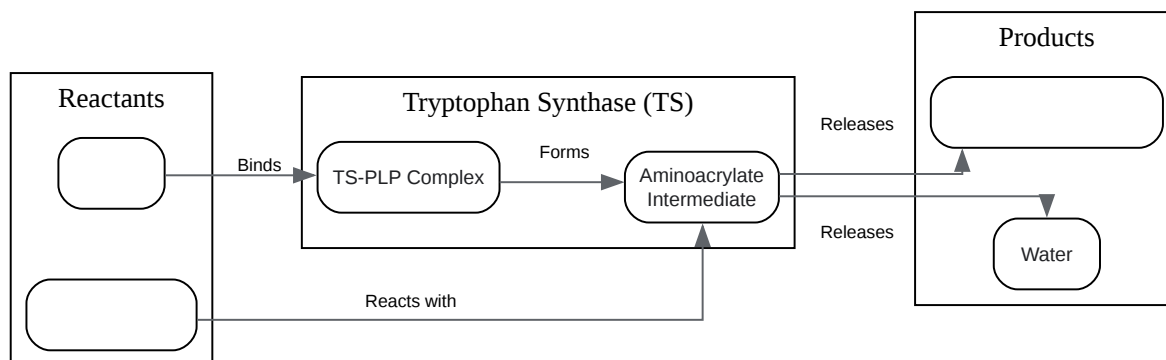 Reactants
Tryptophan Synthase (TS)
Products
Binds
TS-PLP Complex
Forms
Aminoacrylate
Intermediate
Releases
Releases
Water
Reacts with